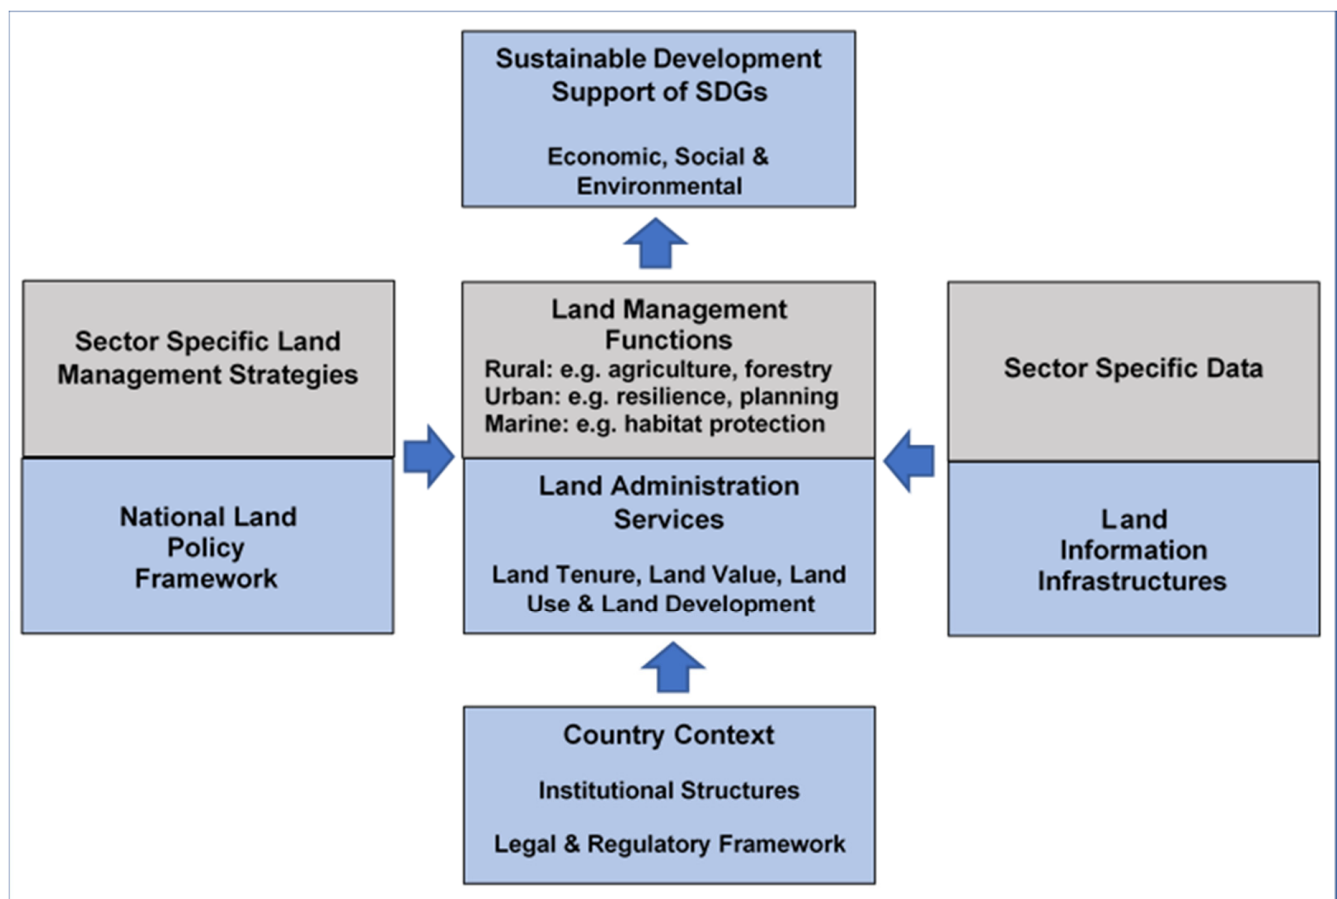 Sustainable Development
Support of SDGs
Economic, Social &
Environmental
Sector Specific Land
Management Strategies
National Land
Policy
Framework
Land Management
Functions
Rural: e.g. agriculture, forestry
Urban: e.g. resilience, planning
Marine: e.g. habitat protection
Land Administration
Services
Land Tenure, Land Value, Land
Use & Land Development
Sector Specific Data
Land
Information
Infrastructures
Country Context
Institutional Structures
Legal & Regulatory Framework